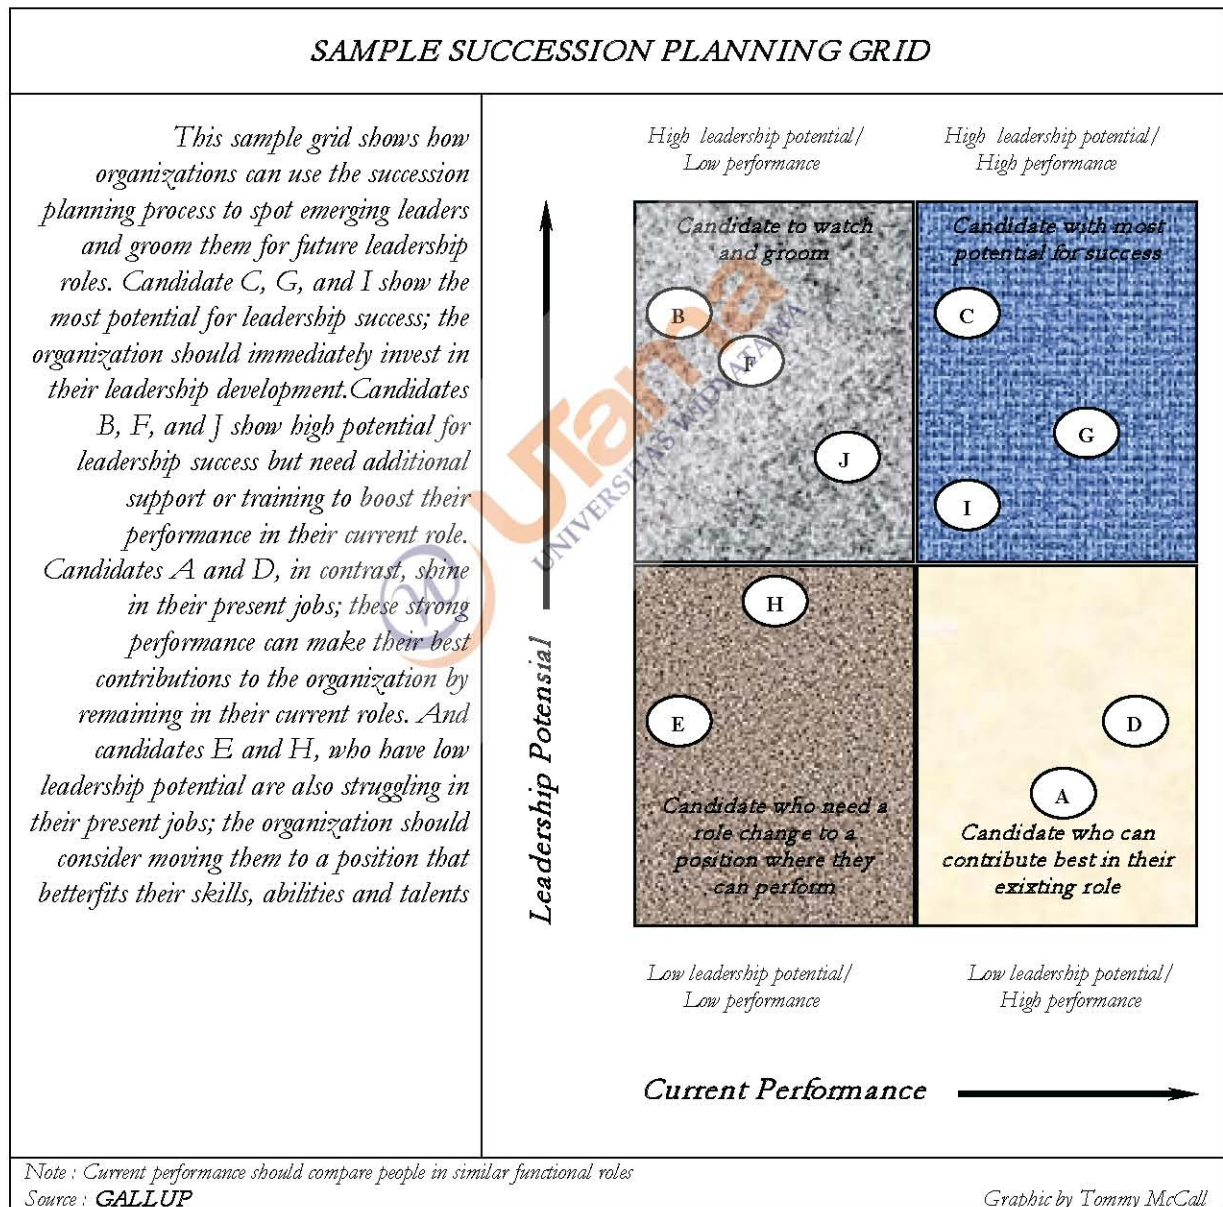 SAMPLE SUCCESSION PLANNING GRID
This sample grid shows how
organizations can use the succession
planning process to spot emerging leaders
and groom them for future leadership
roles. Candidate C, G, and I show the
most potential for leadership success; the
organization should immediately invest in
their leadership development.Candidates
B, F, and J show high potential for
leadership success but need additional
support or training to boost their
performance in their current role.
Candidates A and D, in contrast, shine
in their present jobs; these strong
performance can make their best
contributions to the organization by
remaining in their current roles. And
candidates E and H, who have low
leadership potential are also struggling in
their present jobs; the organization should
consider moving them to a position that
betterfits their skills, abilities and talents
Leadership Potensial
High leadership potential/
Low performance
High leadership potential/
High performance
Candidate to watch
and groom
B
F
J
Candidate with most
potential for success
C
G
I
H
E
Candidate who need a
role change to a
position where they
can perform
D
A
Candidate who can
contribute best in their
exixting role
Low leadership potential/
Low performance
Low leadership potential/
High performance
Current Performance
Utama
UNIVERSITAS WIDYATAMA
Note : Current performance should compare people in similar functional roles
Source : GALLUP
Graphic by Tommy McCall